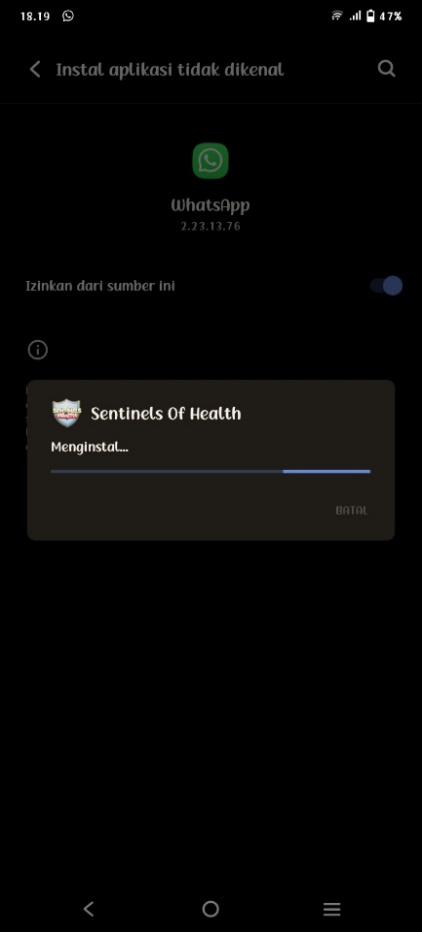 18.19
47%
Instal aplikasi tidak dikenal
WhatsApp
2.23.13.76
Izinkan dari sumber ini
Sentinels Of Health
Menginstal...
BATAL